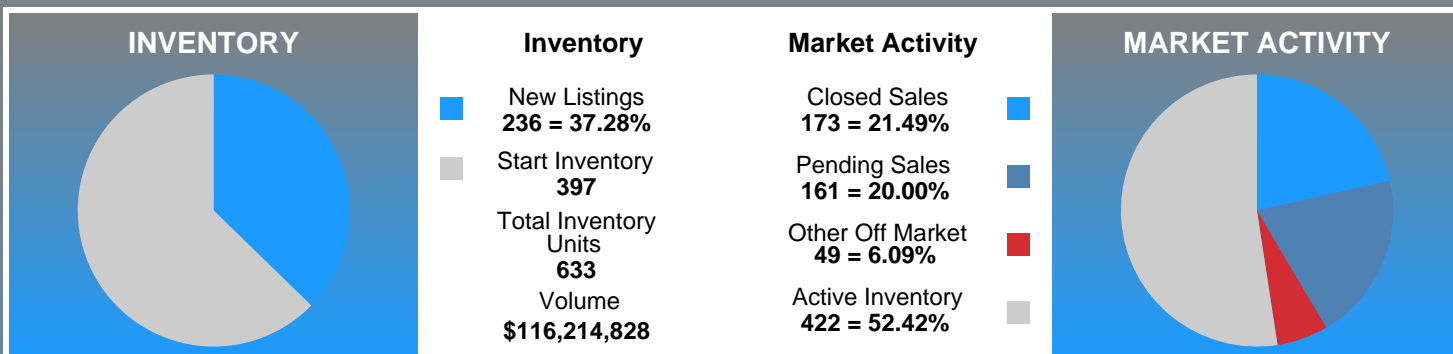 INVENTORY
Inventory
New Listings
236 = 37.28%
Start Inventory
397
Total Inventory
Units
633
Volume
$116,214,828
Market Activity
Closed Sales
173 = 21.49%
Pending Sales
161 = 20.00%
Other Off Market
49 = 6.09%
Active Inventory
422 = 52.42%
MARKET ACTIVITY